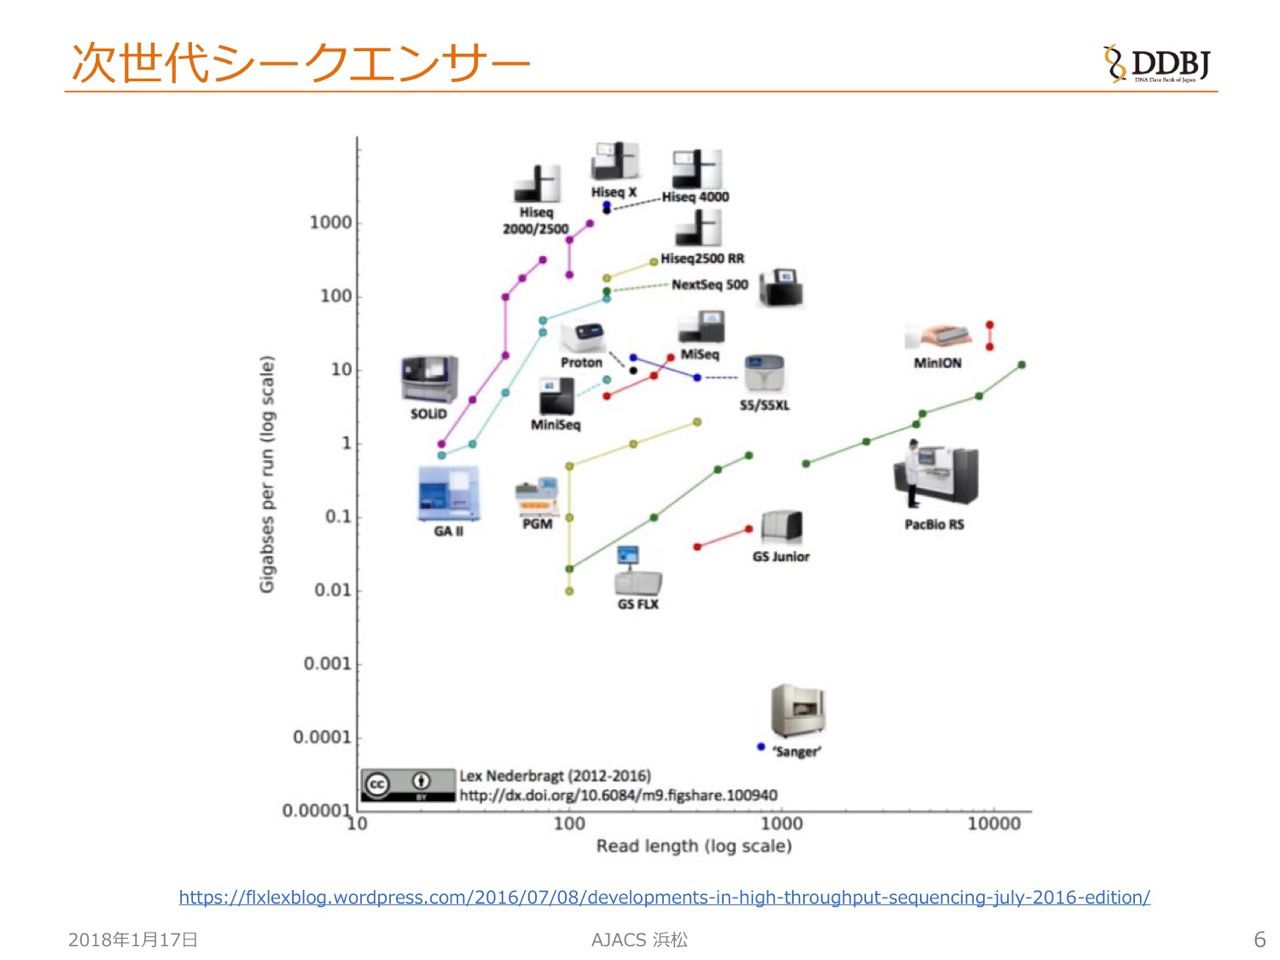 次世代シークエンサー
DDBJ
DNA Data Bank of Japan
Gigabses per run (log scale)
1000
100
10
1
0.1
0.01
0.001
0.0001
0.00001
Hiseq
2000/2500
Hiseq X
Hiseq 4000
Hiseq2500 RR
NextSeq 500
Proton
MiSeq
MinION
SOLiD
MiniSeq
S5/S5XL
GA II
PGM
PacBio RS
GS Junior
GS FLX
'Sanger'
cc
BY
Lex Nederbragt (2012-2016)
http://dx.doi.org/10.6084/m9.figshare.100940
10
100
1000
10000
Read length (log scale)
https://flxlexblog.wordpress.com/2016/07/08/developments-in-high-throughput-sequencing-july-2016-edition/
2018年1月17日
AJACS 浜松
6